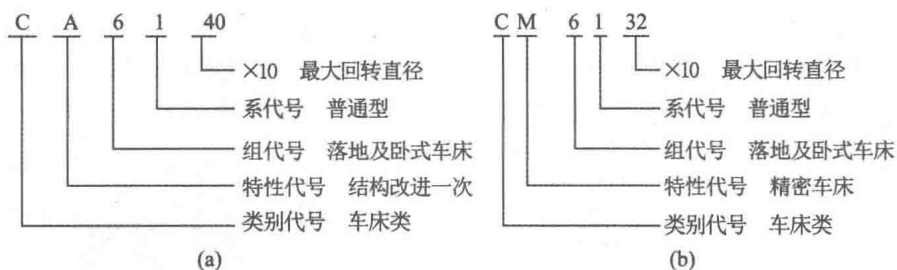 C A 6 1 40
×10 最大回转直径
系代号 普通型
组代号 落地及卧式车床
特性代号 结构改进一次
类别代号 车床类
(a)
C M 6 1 32
×10 最大回转直径
系代号 普通型
组代号 落地及卧式车床
特性代号 精密车床
类别代号 车床类
(b)